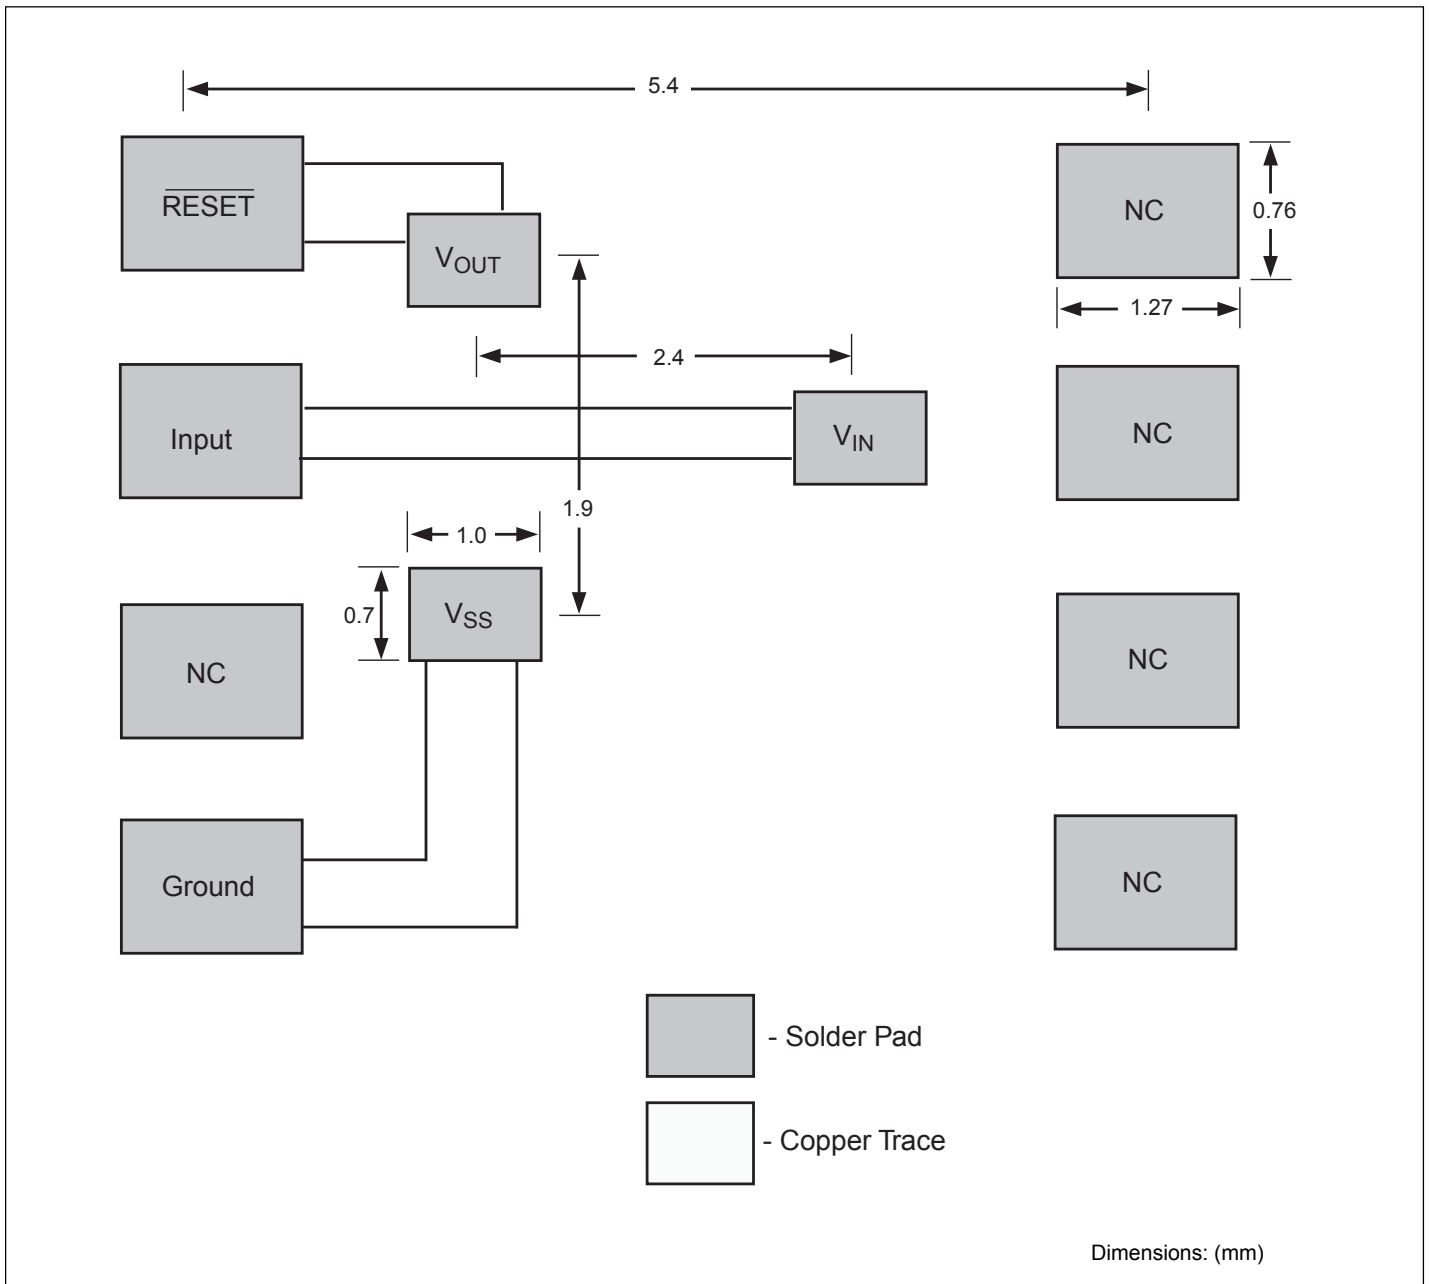 5.4
RESET
VOUT
NC
0.76
1.27
2.4
Input
VIN
NC
1.9
1.0
0.7
VSS
NC
NC
Ground
NC
- Solder Pad
- Copper Trace
Dimensions: (mm)